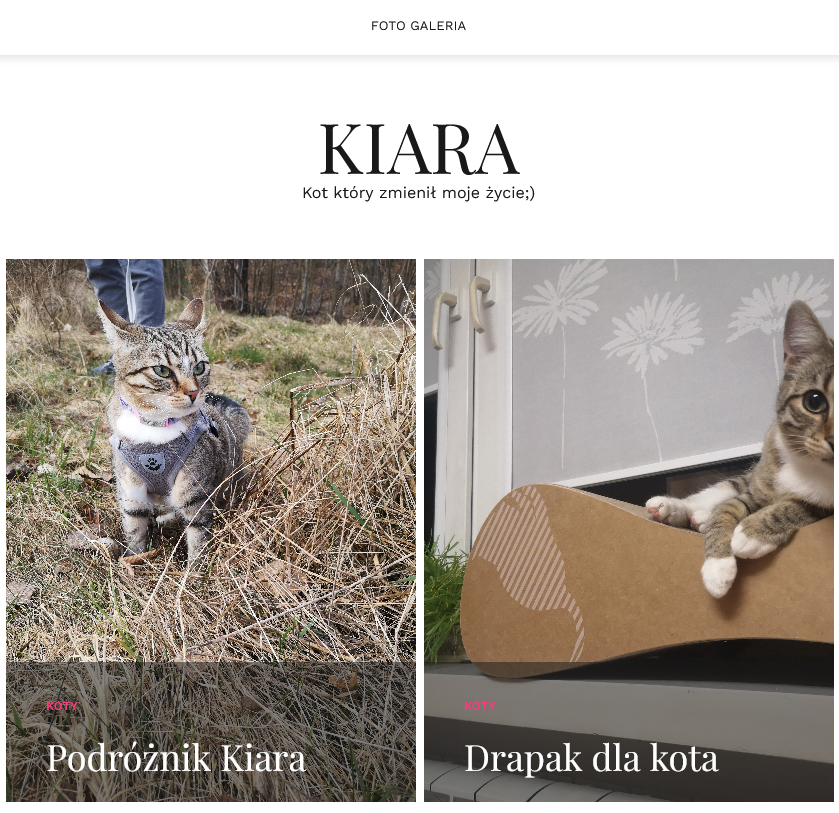 FOTO GALERIA
KIARA
Kot który zmienił moje życie;)
KOTY
Podróżnik Kiara
KOTY
Drapak dla kota